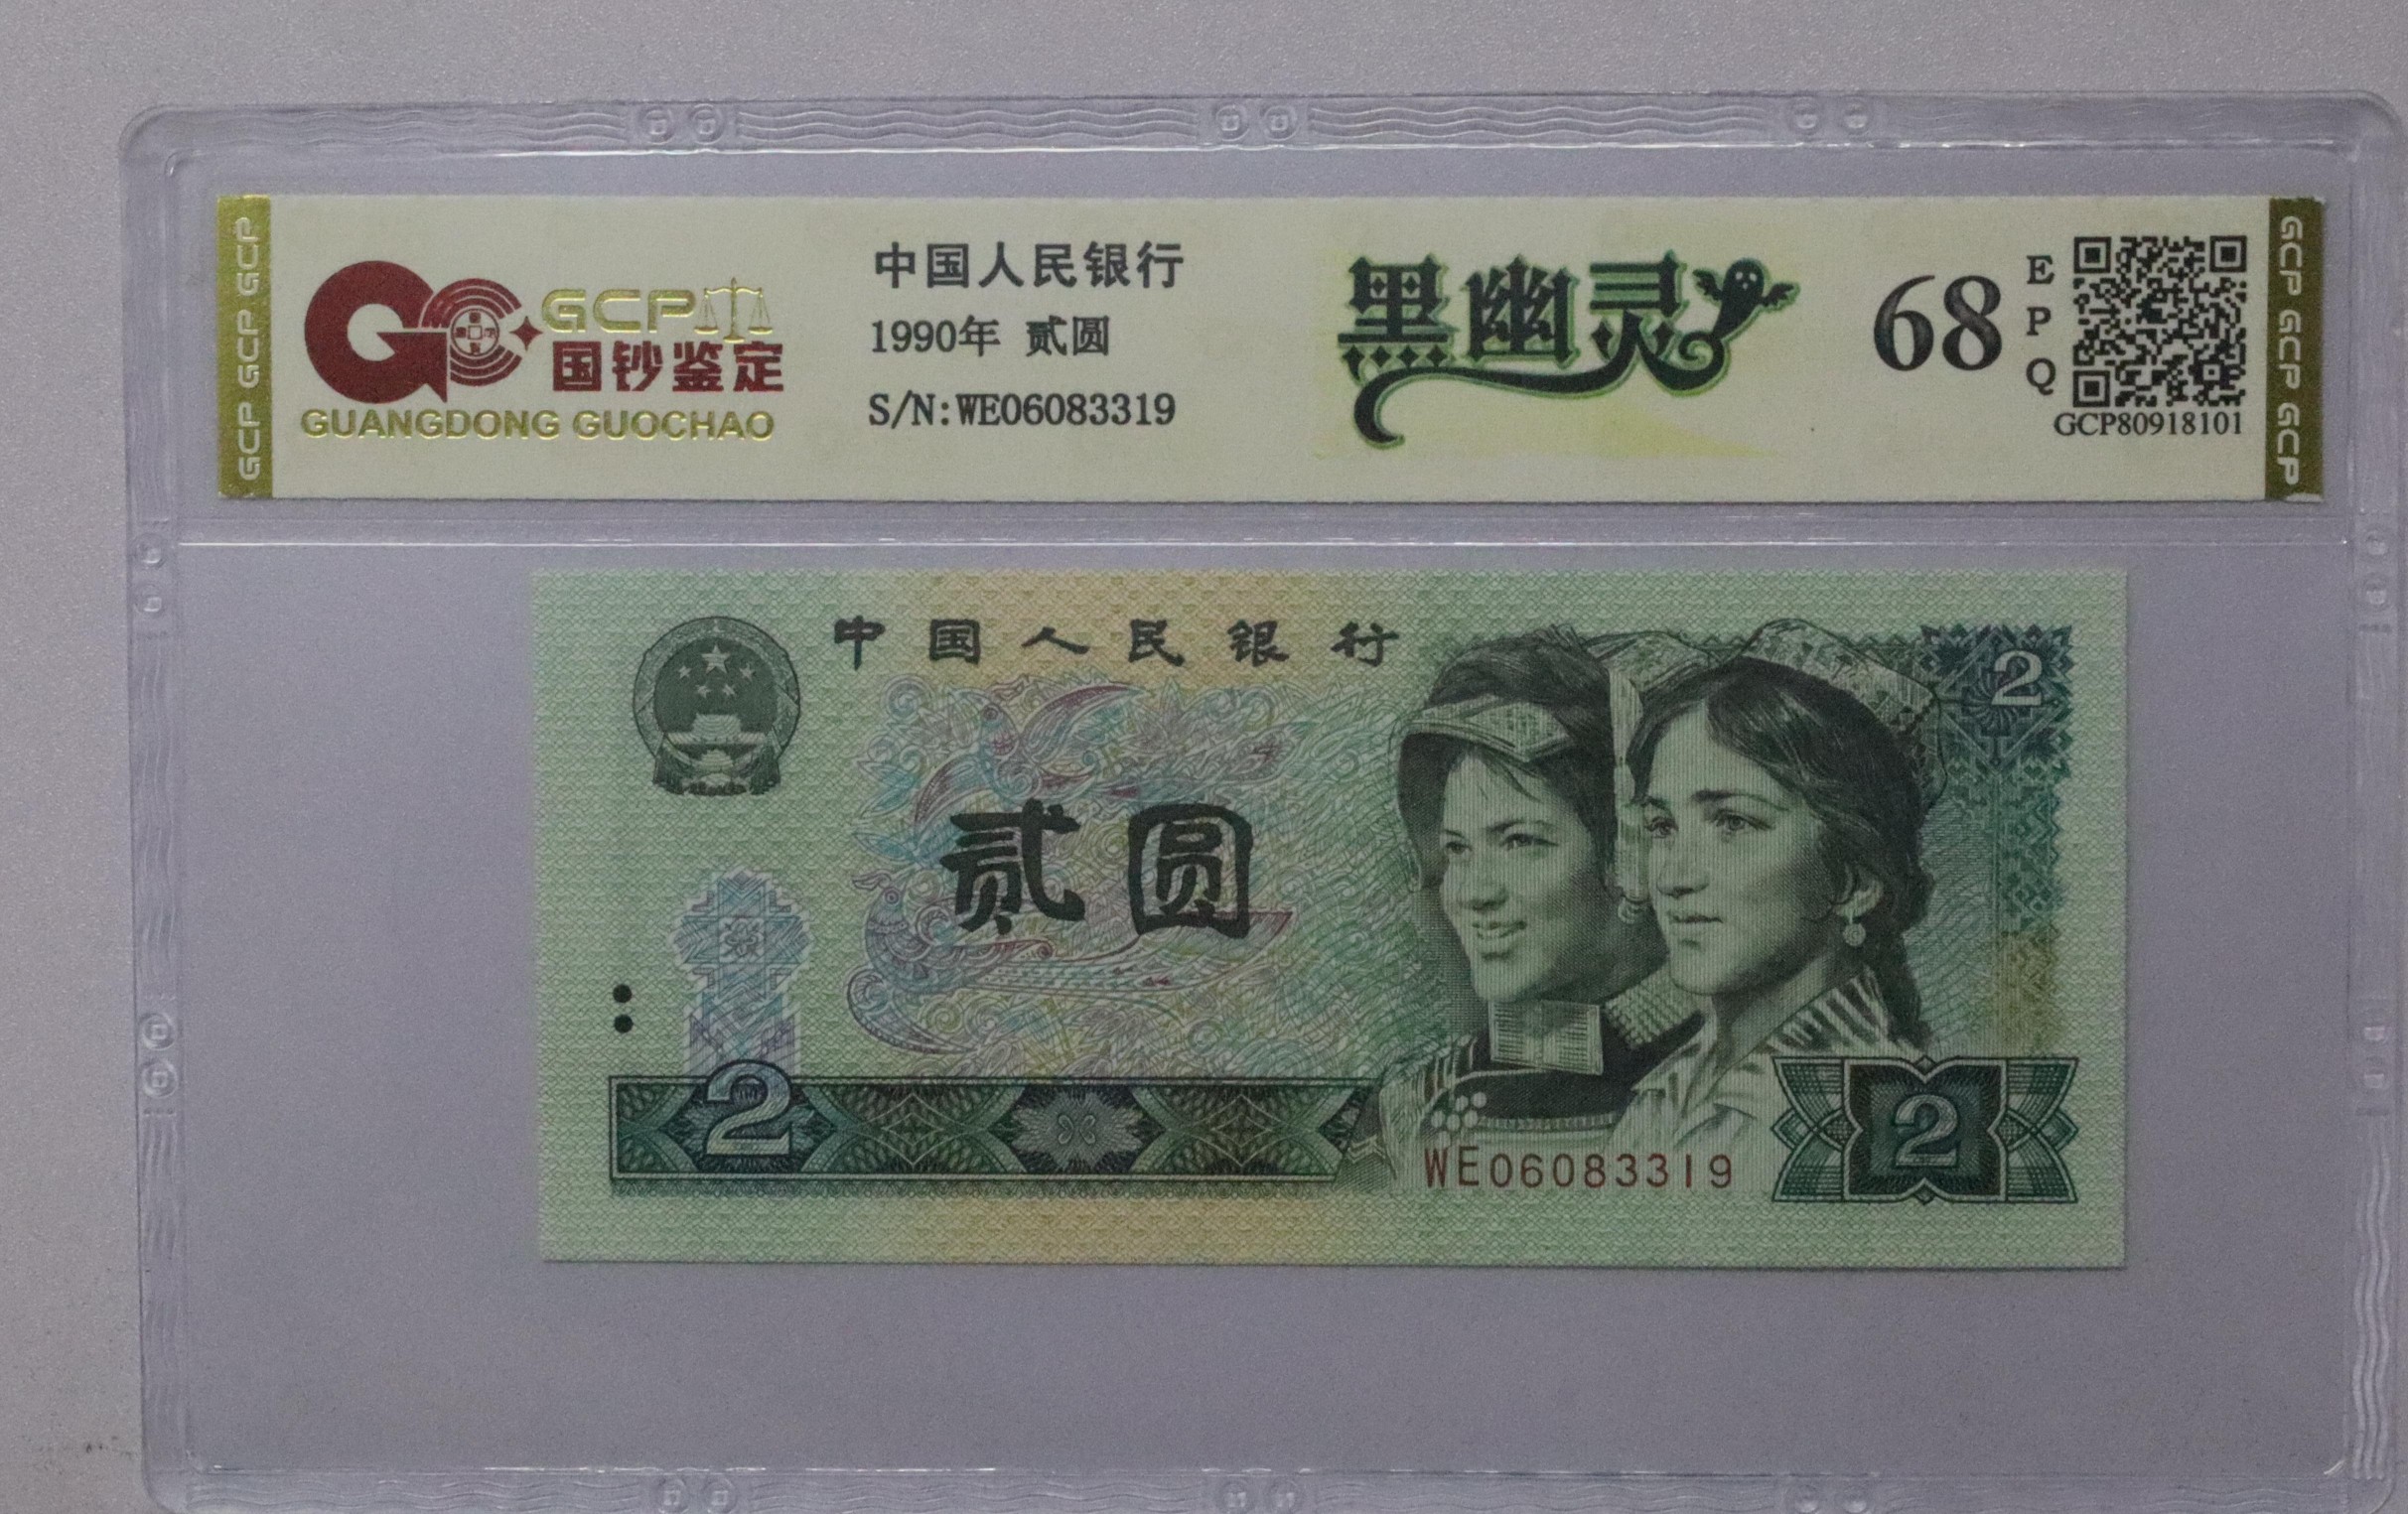 GCP GCP GCP
GCP
国钞鉴定
GUANGDONG GUOCHAO
中国人民银行
1990年 贰圆
S/N:WE06083319
黑幽灵
68
EPQ
GCP80918101
GCP GCP GCP
中国人民银行
2
贰圆
2
WE06083319
2